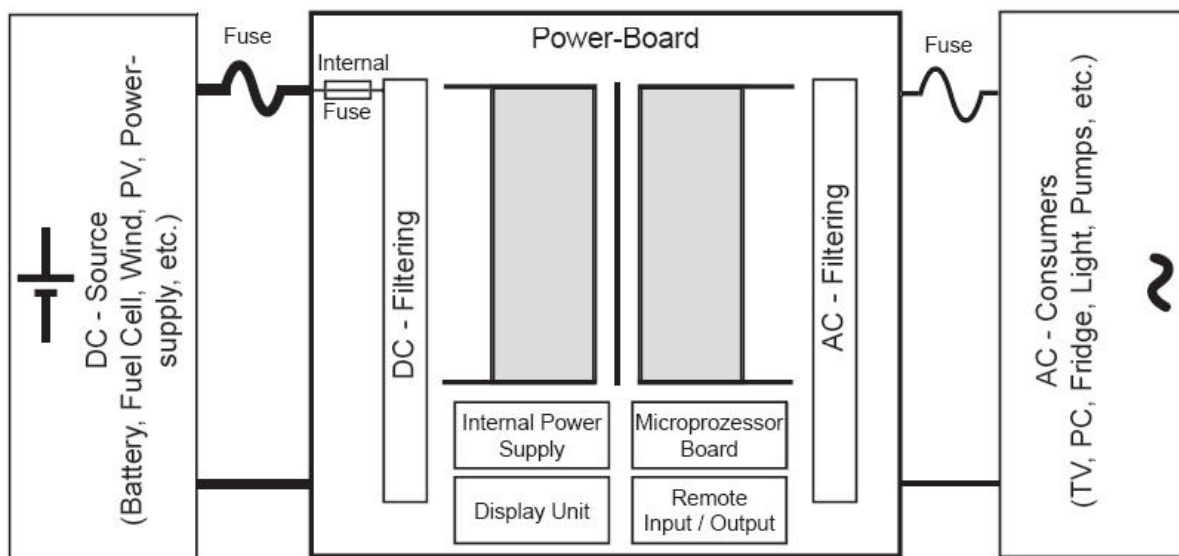 Fuse
Power-Board
Fuse
Internal
Fuse
DC - Source
(Battery, Fuel Cell, Wind, PV, Power-
supply, etc.)
DC - Filtering
AC - Filtering
AC - Consumers
(TV, PC, Fridge, Light, Pumps, etc.)
Internal Power
Supply
Microprozessor
Board
Display Unit
Remote
Input / Output